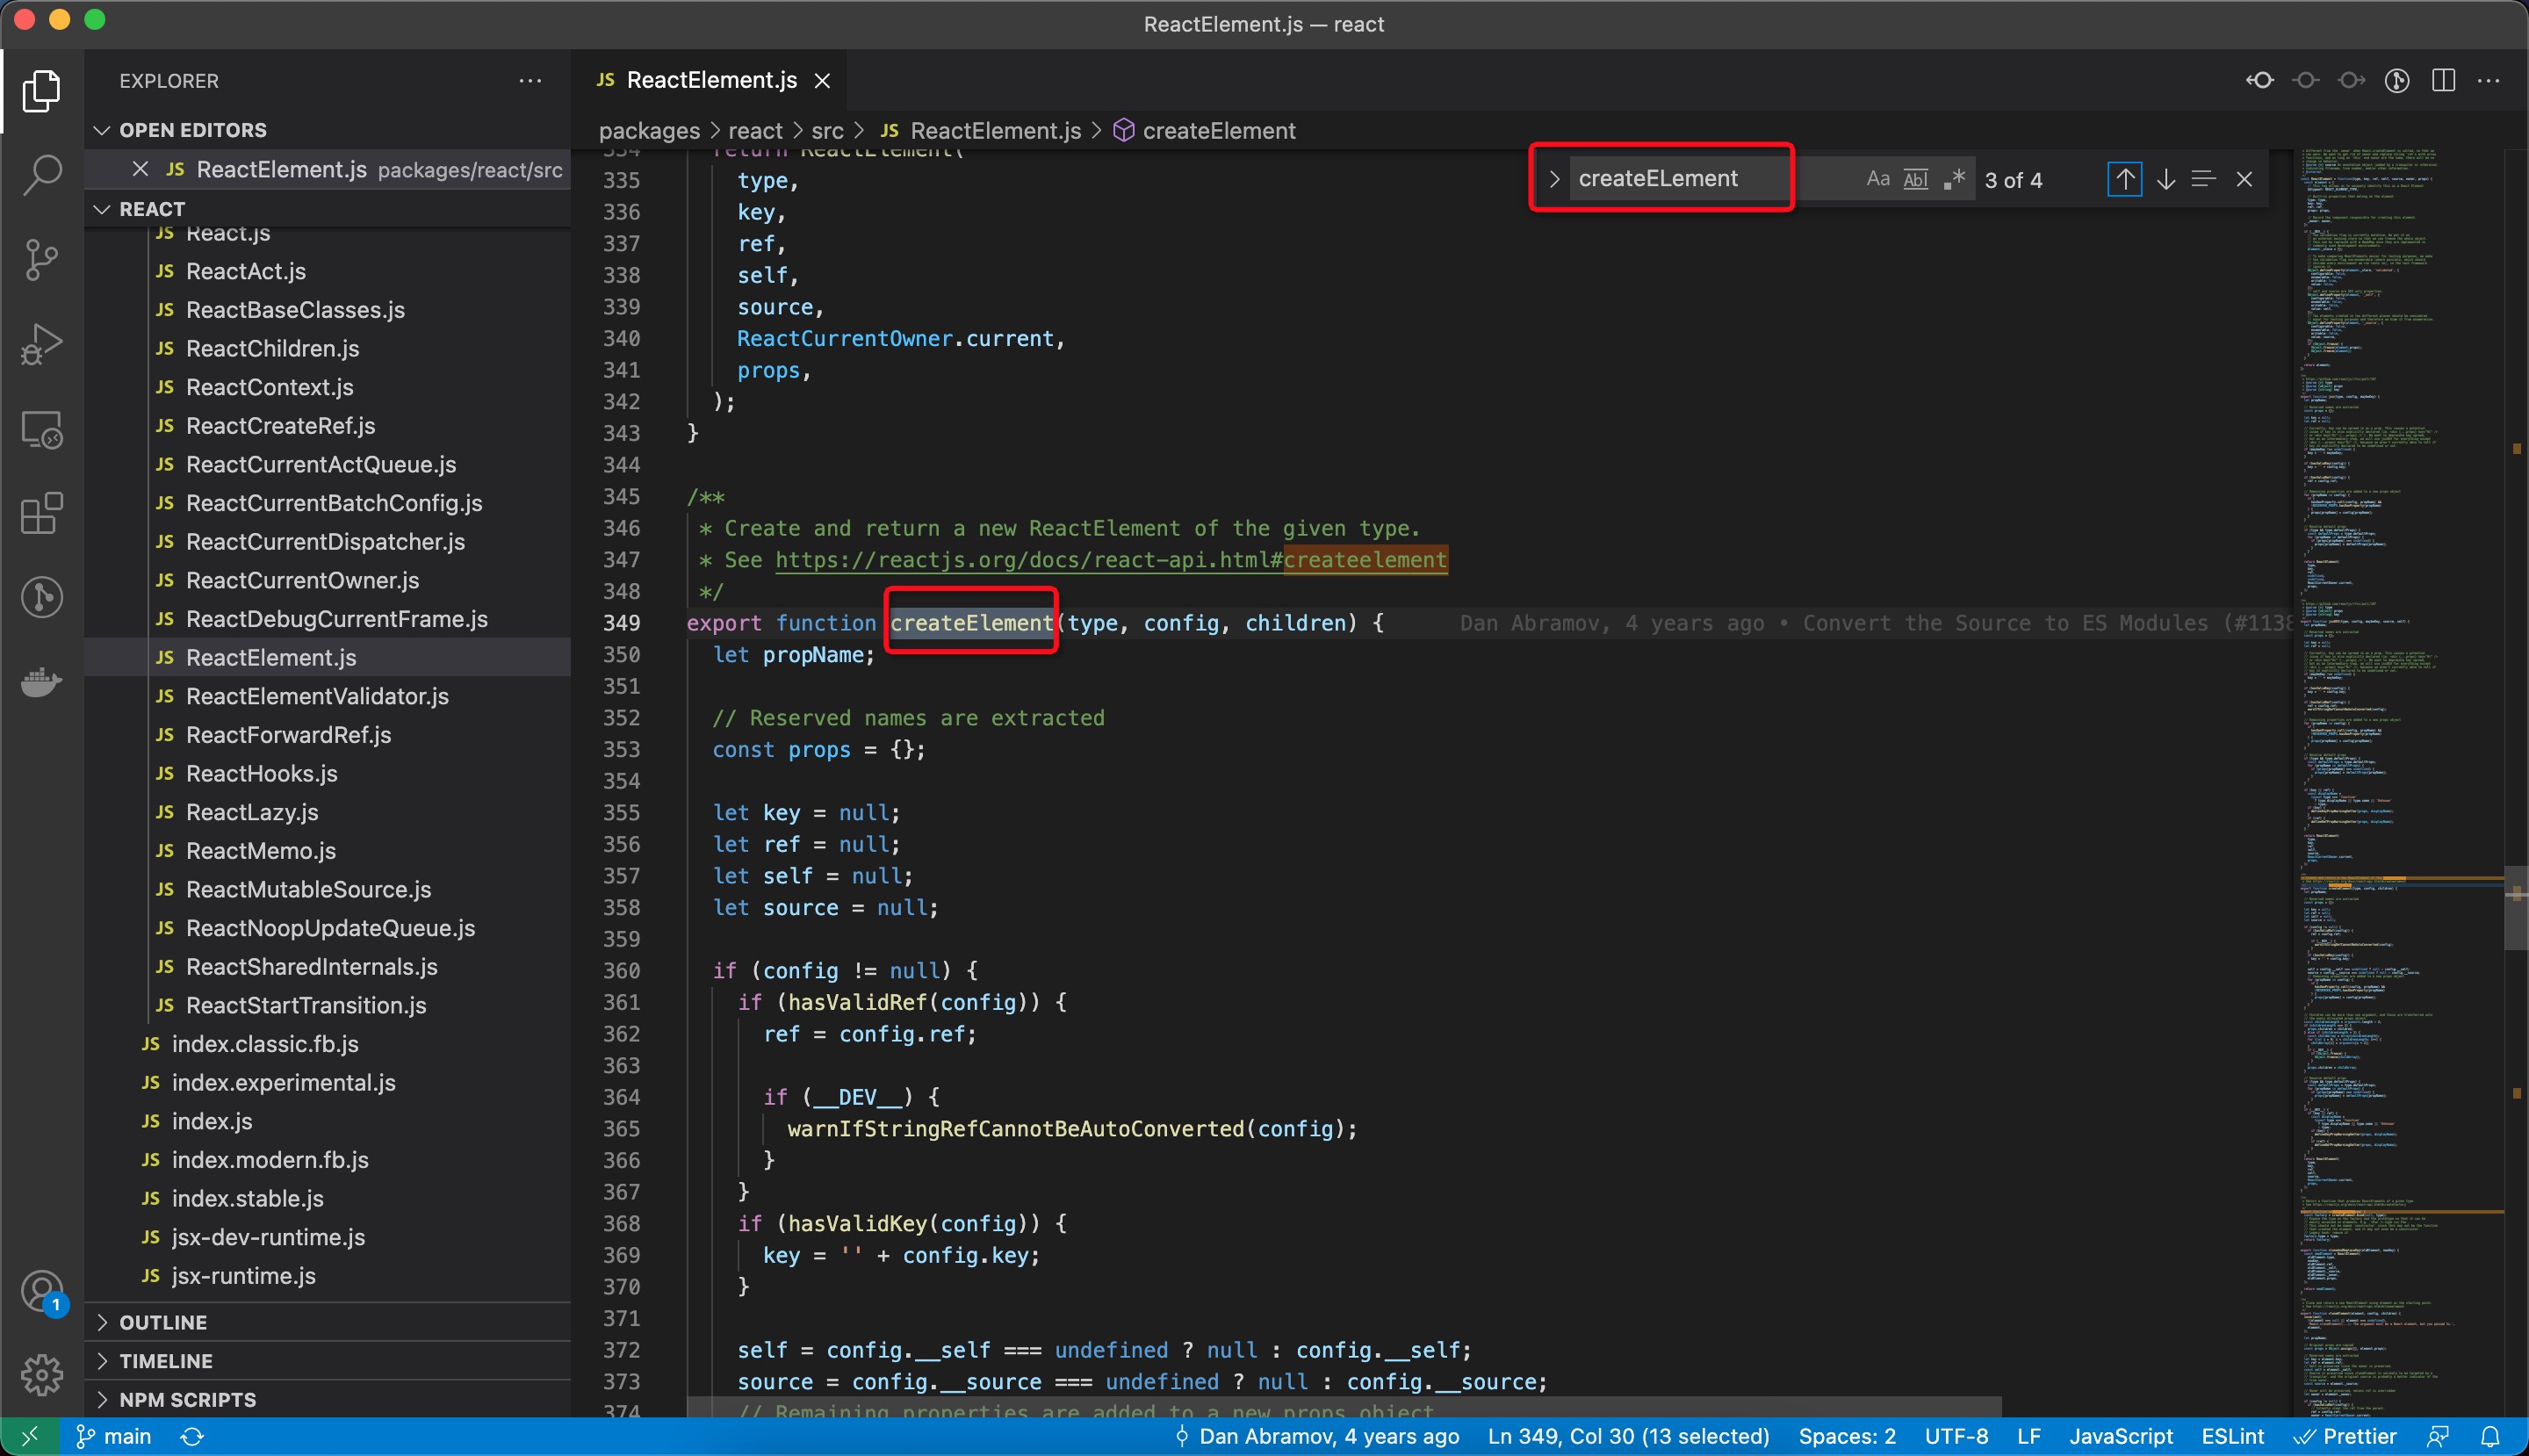 ReactElement.js — react
EXPLORER
OPEN EDITORS
JS ReactElement.js packages/react/src
REACT
JS React.js
JS ReactAct.js
JS ReactBaseClasses.js
JS ReactChildren.js
JS ReactContext.js
JS ReactCreateRef.js
JS ReactCurrentActQueue.js
JS ReactCurrentBatchConfig.js
JS ReactCurrentDispatcher.js
JS ReactCurrentOwner.js
JS ReactDebugCurrentFrame.js
JS ReactElement.js
JS ReactElementValidator.js
JS ReactForwardRef.js
JS ReactHooks.js
JS ReactLazy.js
JS ReactMemo.js
JS ReactMutableSource.js
JS ReactNoopUpdateQueue.js
JS ReactSharedInternals.js
JS ReactStartTransition.js
JS index.classic.fb.js
JS index.experimental.js
JS index.js
JS index.modern.fb.js
JS index.stable.js
JS jsx-dev-runtime.js
JS jsx-runtime.js
OUTLINE
TIMELINE
NPM SCRIPTS
1
JS ReactElement.js
packages > react > src > JS ReactElement.js > createElement
createELement Aa Ab| .* 3 of 4
334 return ReactElement(
335 type,
336 key,
337 ref,
338 self,
339 source,
340 ReactCurrentOwner.current,
341 props,
342 );
343 }
344
345 /**
346 * Create and return a new ReactElement of the given type.
347 * See https://reactjs.org/docs/react-api.html#createelement
348 */
349 export function createElement(type, config, children) { Dan Abramov, 4 years ago • Convert the Source to ES Modules (#1138
350 let propName;
351
352 // Reserved names are extracted
353 const props = {};
354
355 let key = null;
356 let ref = null;
357 let self = null;
358 let source = null;
359
360 if (config != null) {
361 if (hasValidRef(config)) {
362 ref = config.ref;
363
364 if (__DEV__) {
365 warnIfStringRefCannotBeAutoConverted(config);
366 }
367 }
368 if (hasValidKey(config)) {
369 key = '' + config.key;
370 }
371
372 self = config.__self === undefined ? null : config.__self;
373 source = config.__source === undefined ? null : config.__source;
374 // Remaining properties are added to a new props object
main
Dan Abramov, 4 years ago Ln 349, Col 30 (13 selected) Spaces: 2 UTF-8 LF JavaScript ESLint Prettier